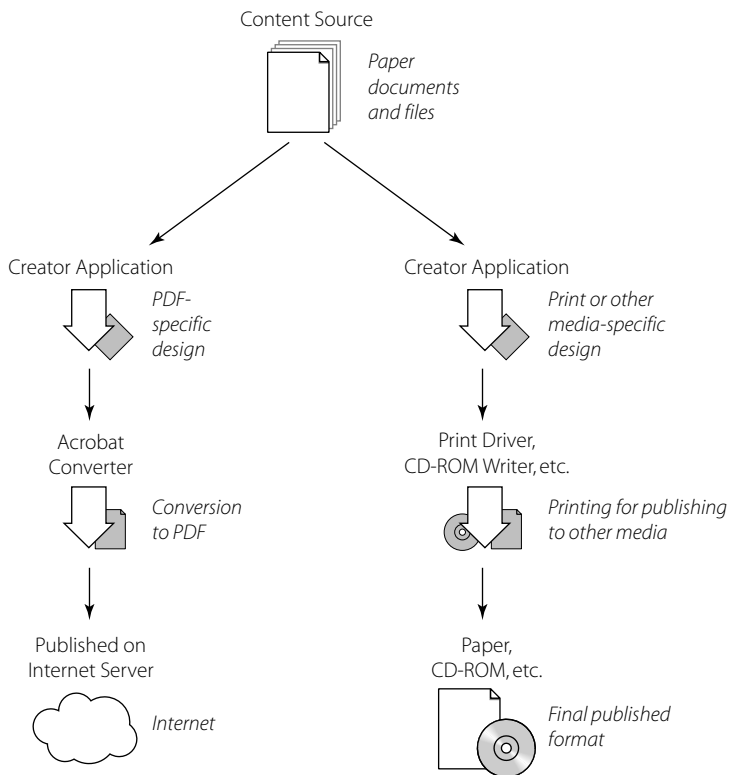 Content Source
Paper
documents
and files
Creator Application
PDF-
specific
design
Creator Application
Print or other
media-specific
design
Acrobat
Converter
Conversion
to PDF
Print Driver,
CD-ROM Writer, etc.
Printing for publishing
to other media
Published on
Internet Server
Internet
Paper,
CD-ROM, etc.
Final published
format